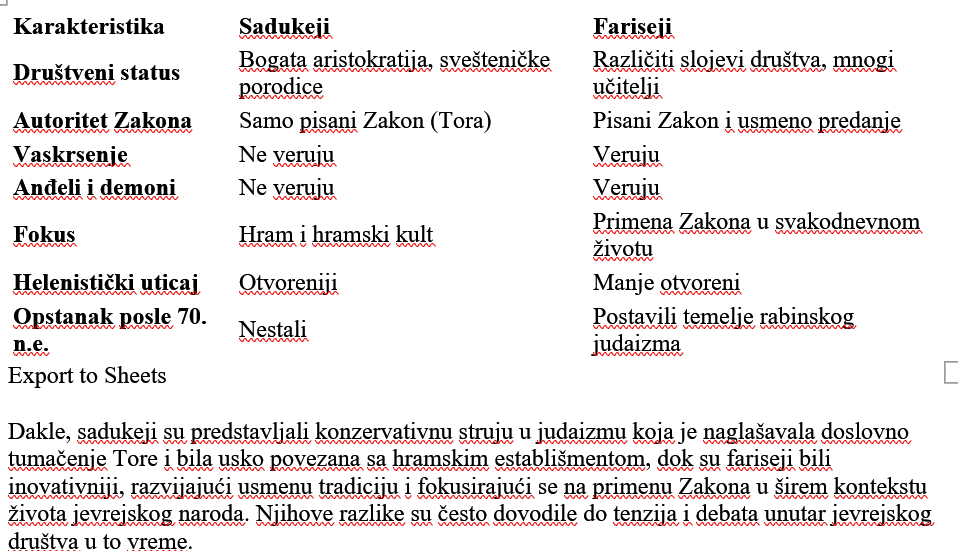 Karakteristika Sadukeji Fariseji
Društveni status Bogata aristokratija, svešteničke porodice Različiti slojevi društva, mnogi učitelji
Autoritet Zakona Samo pisani Zakon (Tora) Pisani Zakon i usmeno predanje
Vaskrsenje Ne veruju Veruju
Anđeli i demoni Ne veruju Veruju
Fokus Hram i hramski kult Primena Zakona u svakodnevnom životu
Helenistički uticaj Otvoreniji Manje otvoreni
Opstanak posle 70. n.e. Nestali Postavili temelje rabinskog judaizma
Export to Sheets
Dakle, sadukeji su predstavljali konzervativnu struju u judaizmu koja je naglašavala doslovno
tumačenje Tore i bila usko povezana sa hramskim establišmentom, dok su fariseji bili
inovativniji, razvijajući usmenu tradiciju i fokusirajući se na primenu Zakona u širem kontekstu
života jevrejskog naroda. Njihove razlike su često dovodile do tenzija i debata unutar jevrejskog
društva u to vreme.